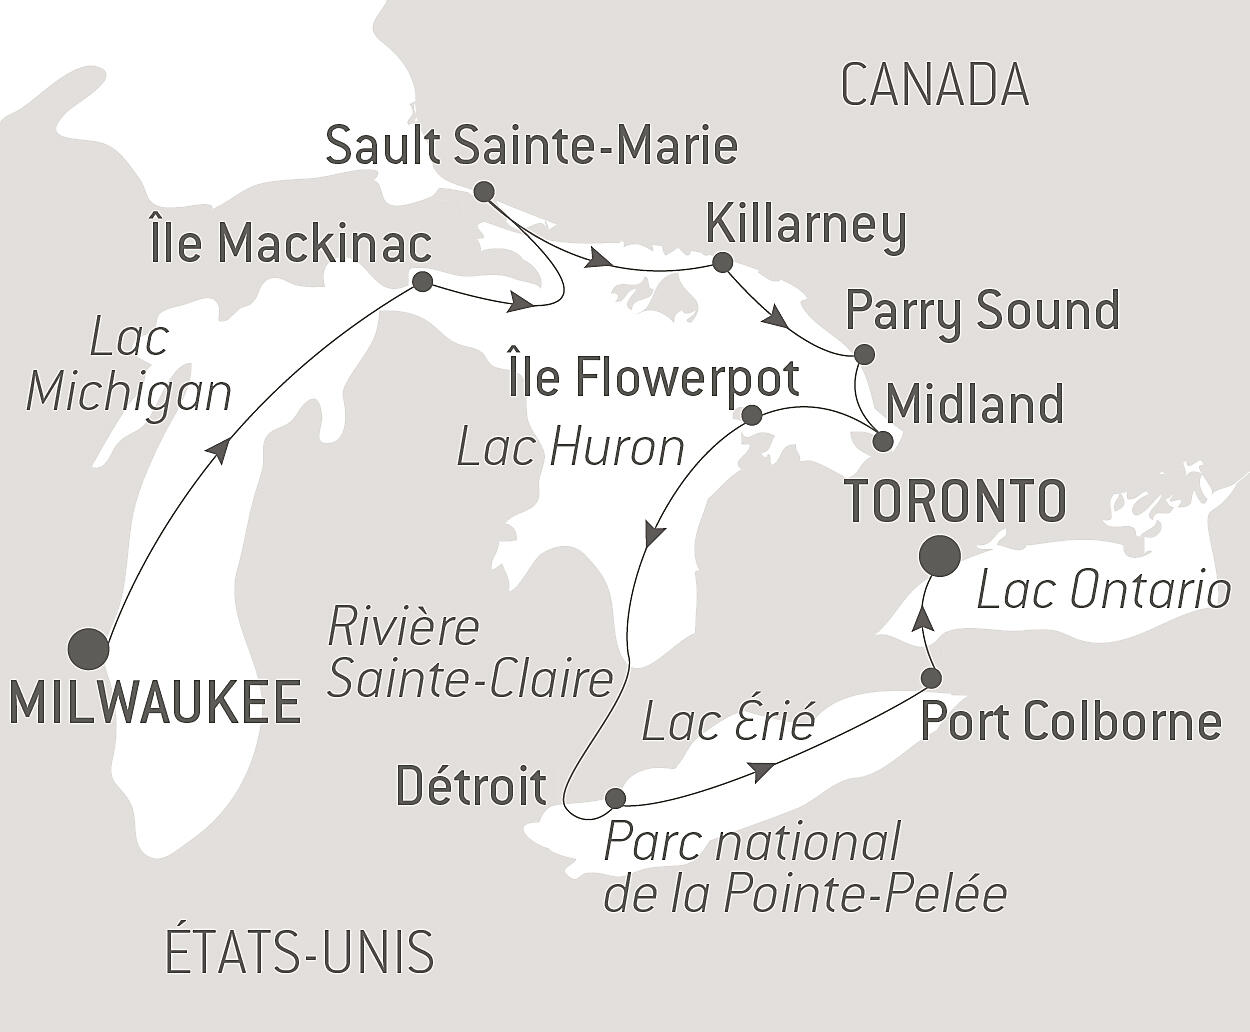 CANADA
Sault Sainte-Marie
Killarney
Île Mackinac
Parry Sound
Lac
Michigan
Île Flowerpot
Midland
Lac Huron
TORONTO
Lac Ontario
Rivière
Sainte-Claire
MILWAUKEE
Lac Érié
Port Colborne
Détroit
Parc national
de la Pointe-Pelée
ÉTATS-UNIS